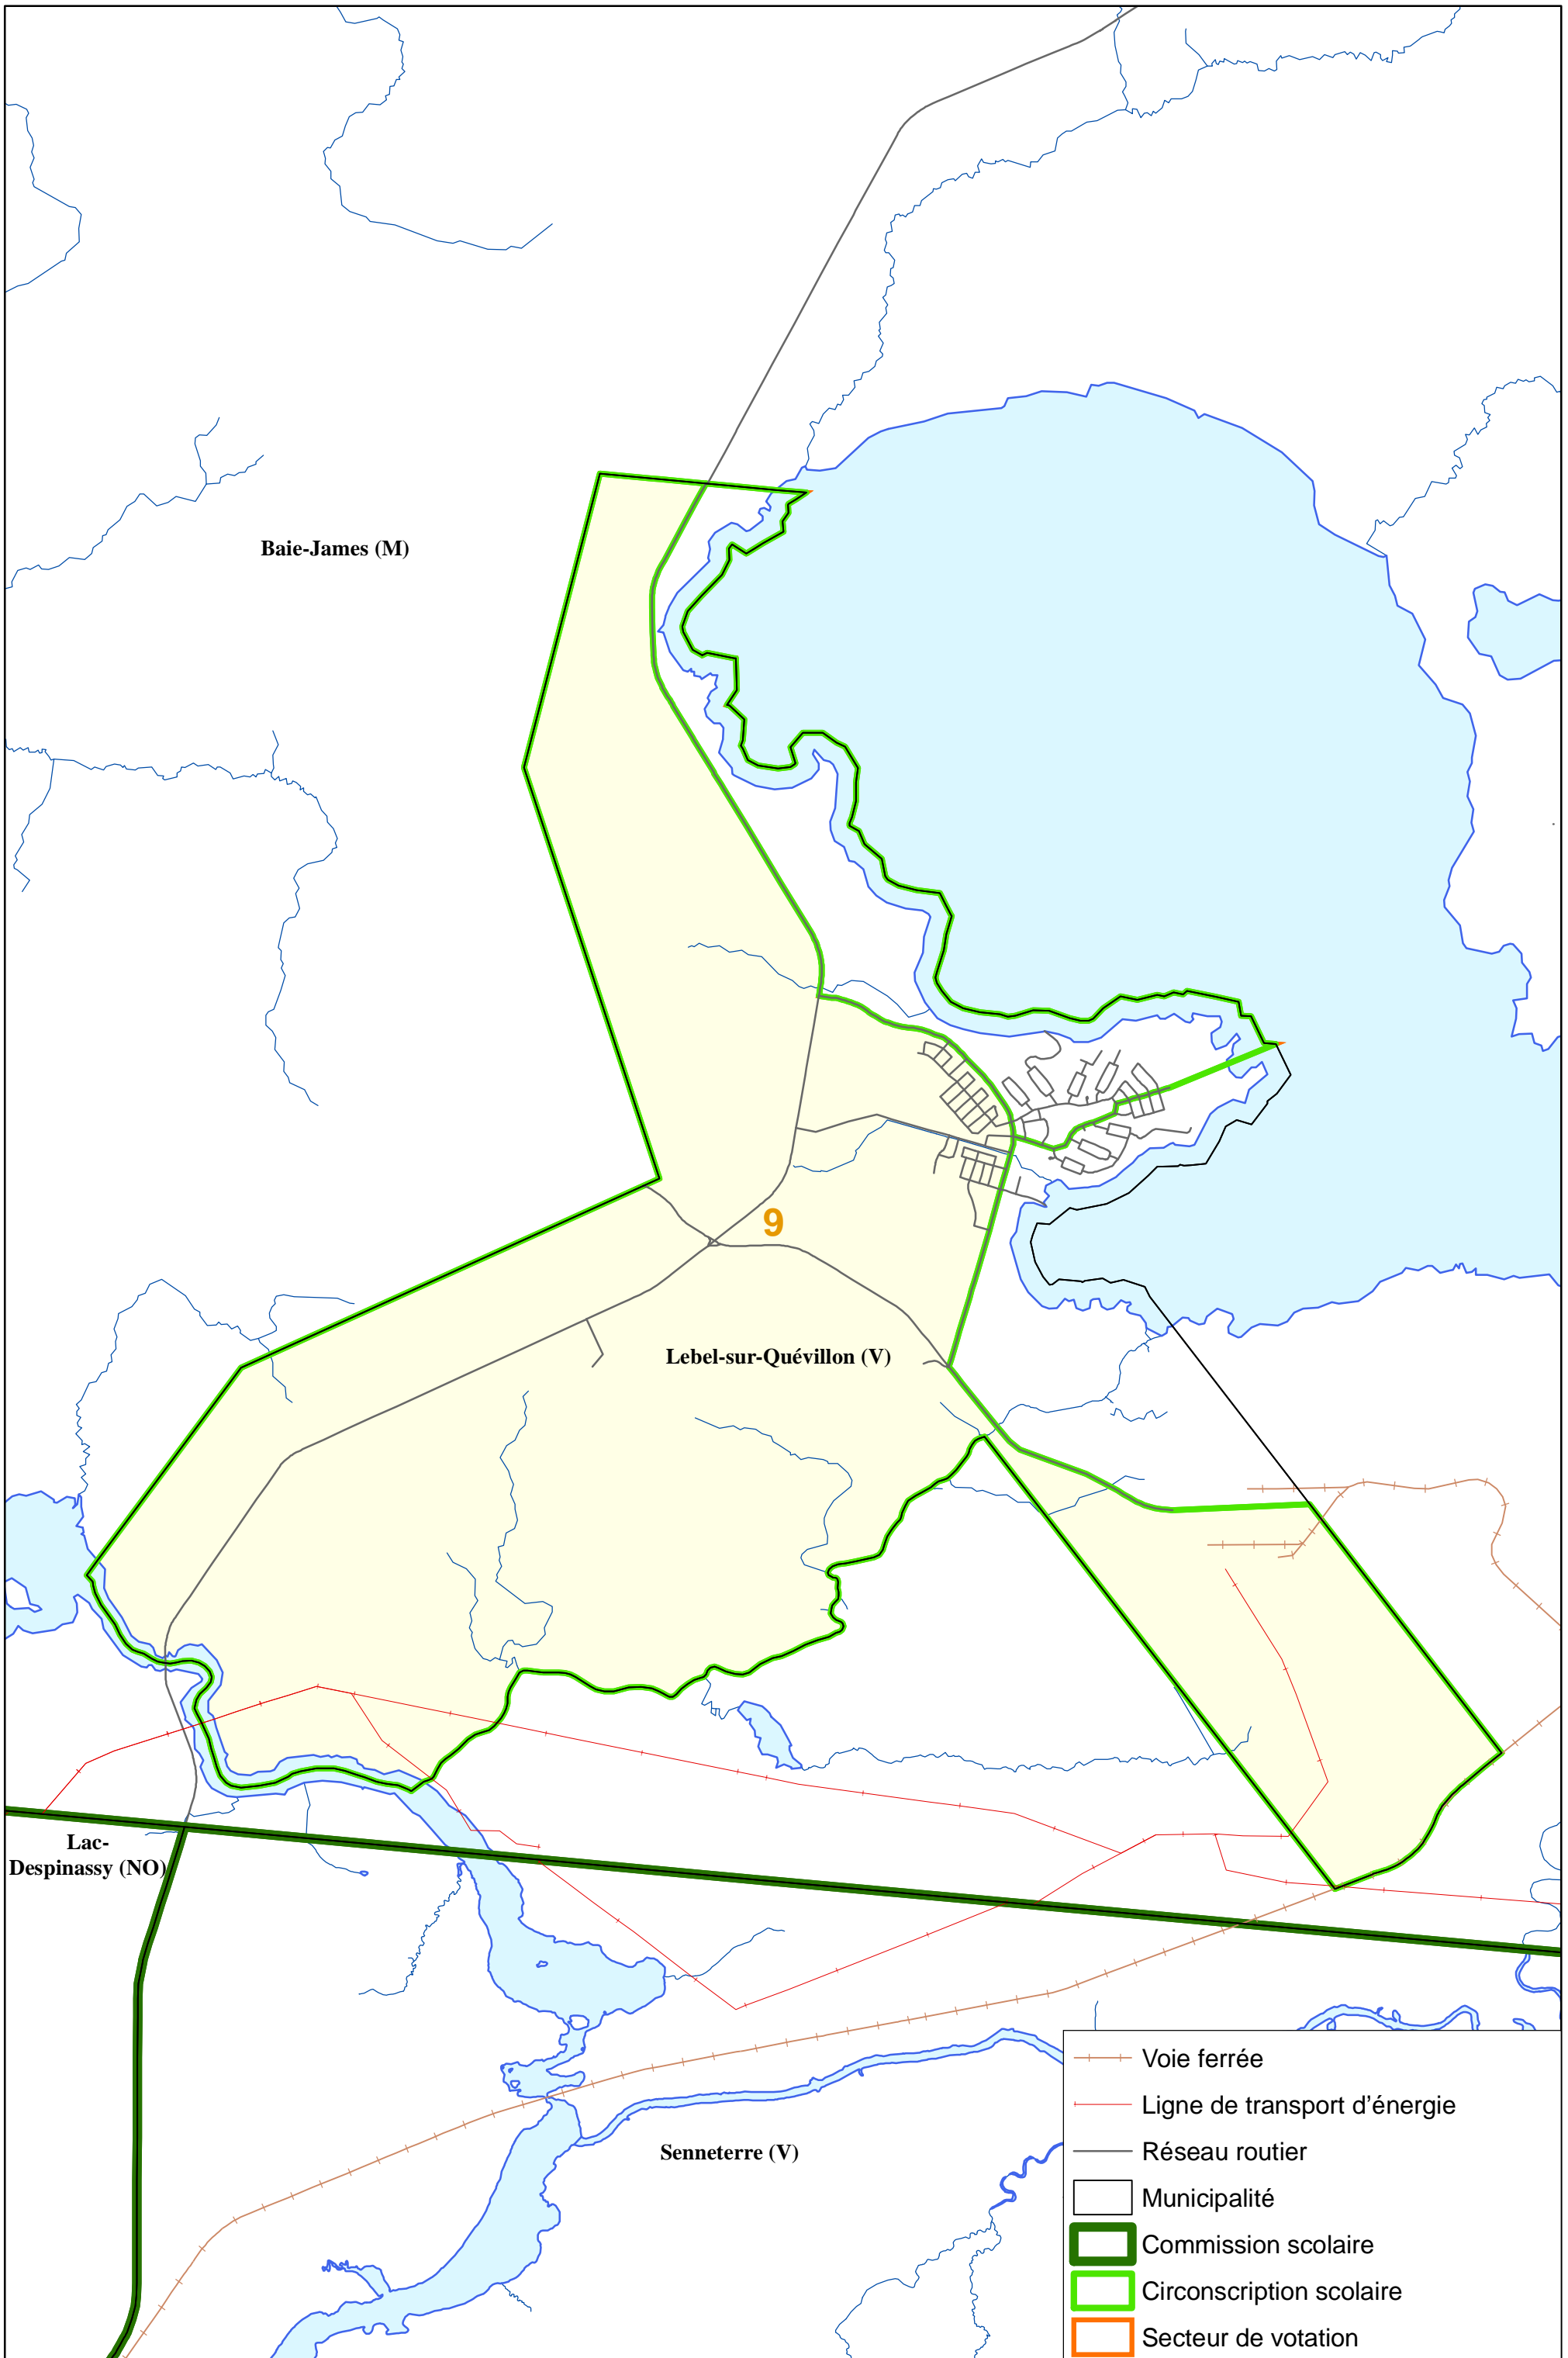 Baie-James (M)
9
Lebel-sur-Quévillon (V)
Lac-
Despinassy (NO)
Senneterre (V)
Voie ferrée
Ligne de transport d’énergie
Réseau routier
Municipalité
Commission scolaire
Circonscription scolaire
Secteur de votation